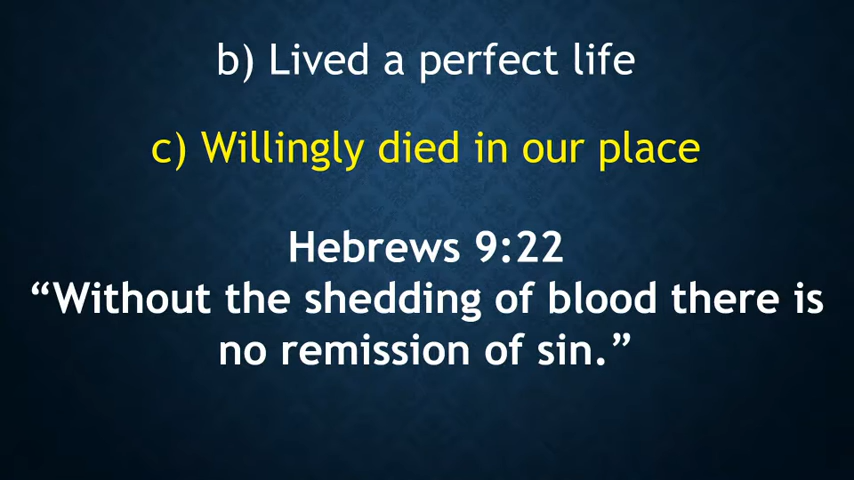 b) Lived a perfect life
c) Willingly died in our place
Hebrews 9:22
“Without the shedding of blood there is
no remission of sin.”